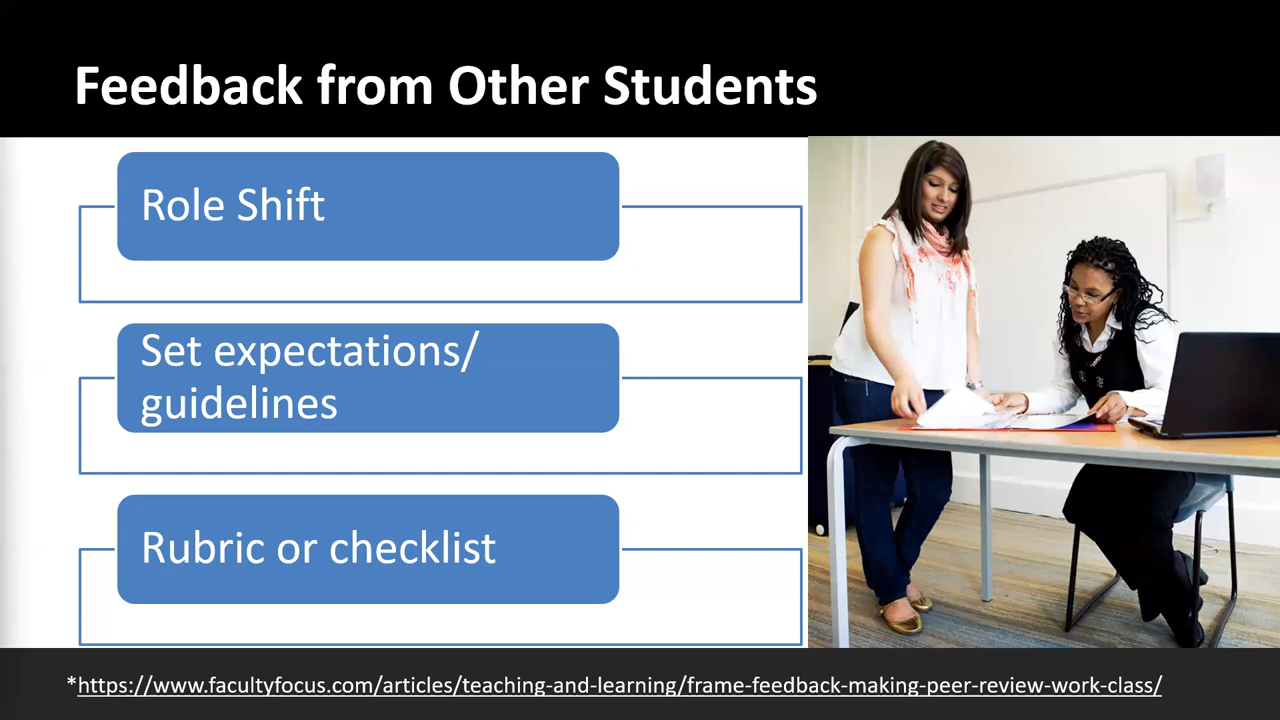 Feedback from Other Students
Role Shift
Set expectations/
guidelines
Rubric or checklist
*https://www.facultyfocus.com/articles/teaching-and-learning/frame-feedback-making-peer-review-work-class/